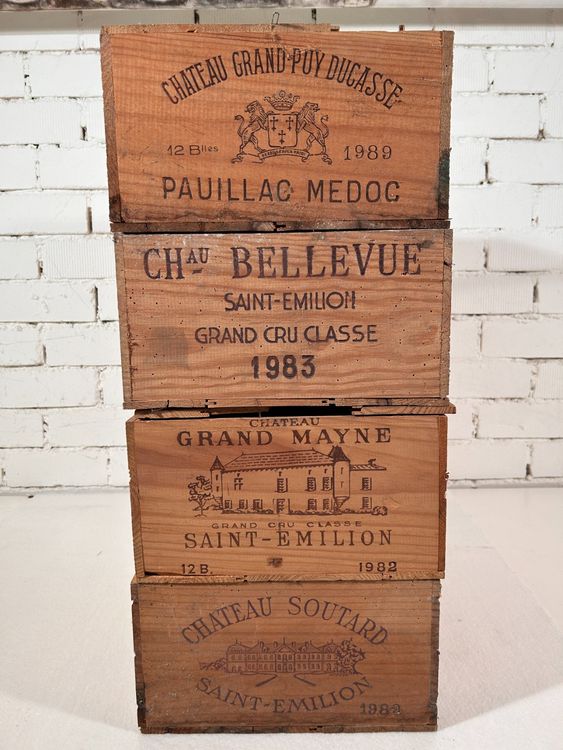 CHATEAU GRAND-PUY DUCASSE
12 Blles
1989
PAUILLAC MEDOC
CHAU BELLEVUE
SAINT-EMILION
GRAND CRU CLASSE
1983
CHATEAU
GRAND MAYNE
GRAND CRU CLASSE
SAINT-EMILION
12 B.
1982
CHATEAU SOUTARD
SAINT-EMILION
1982